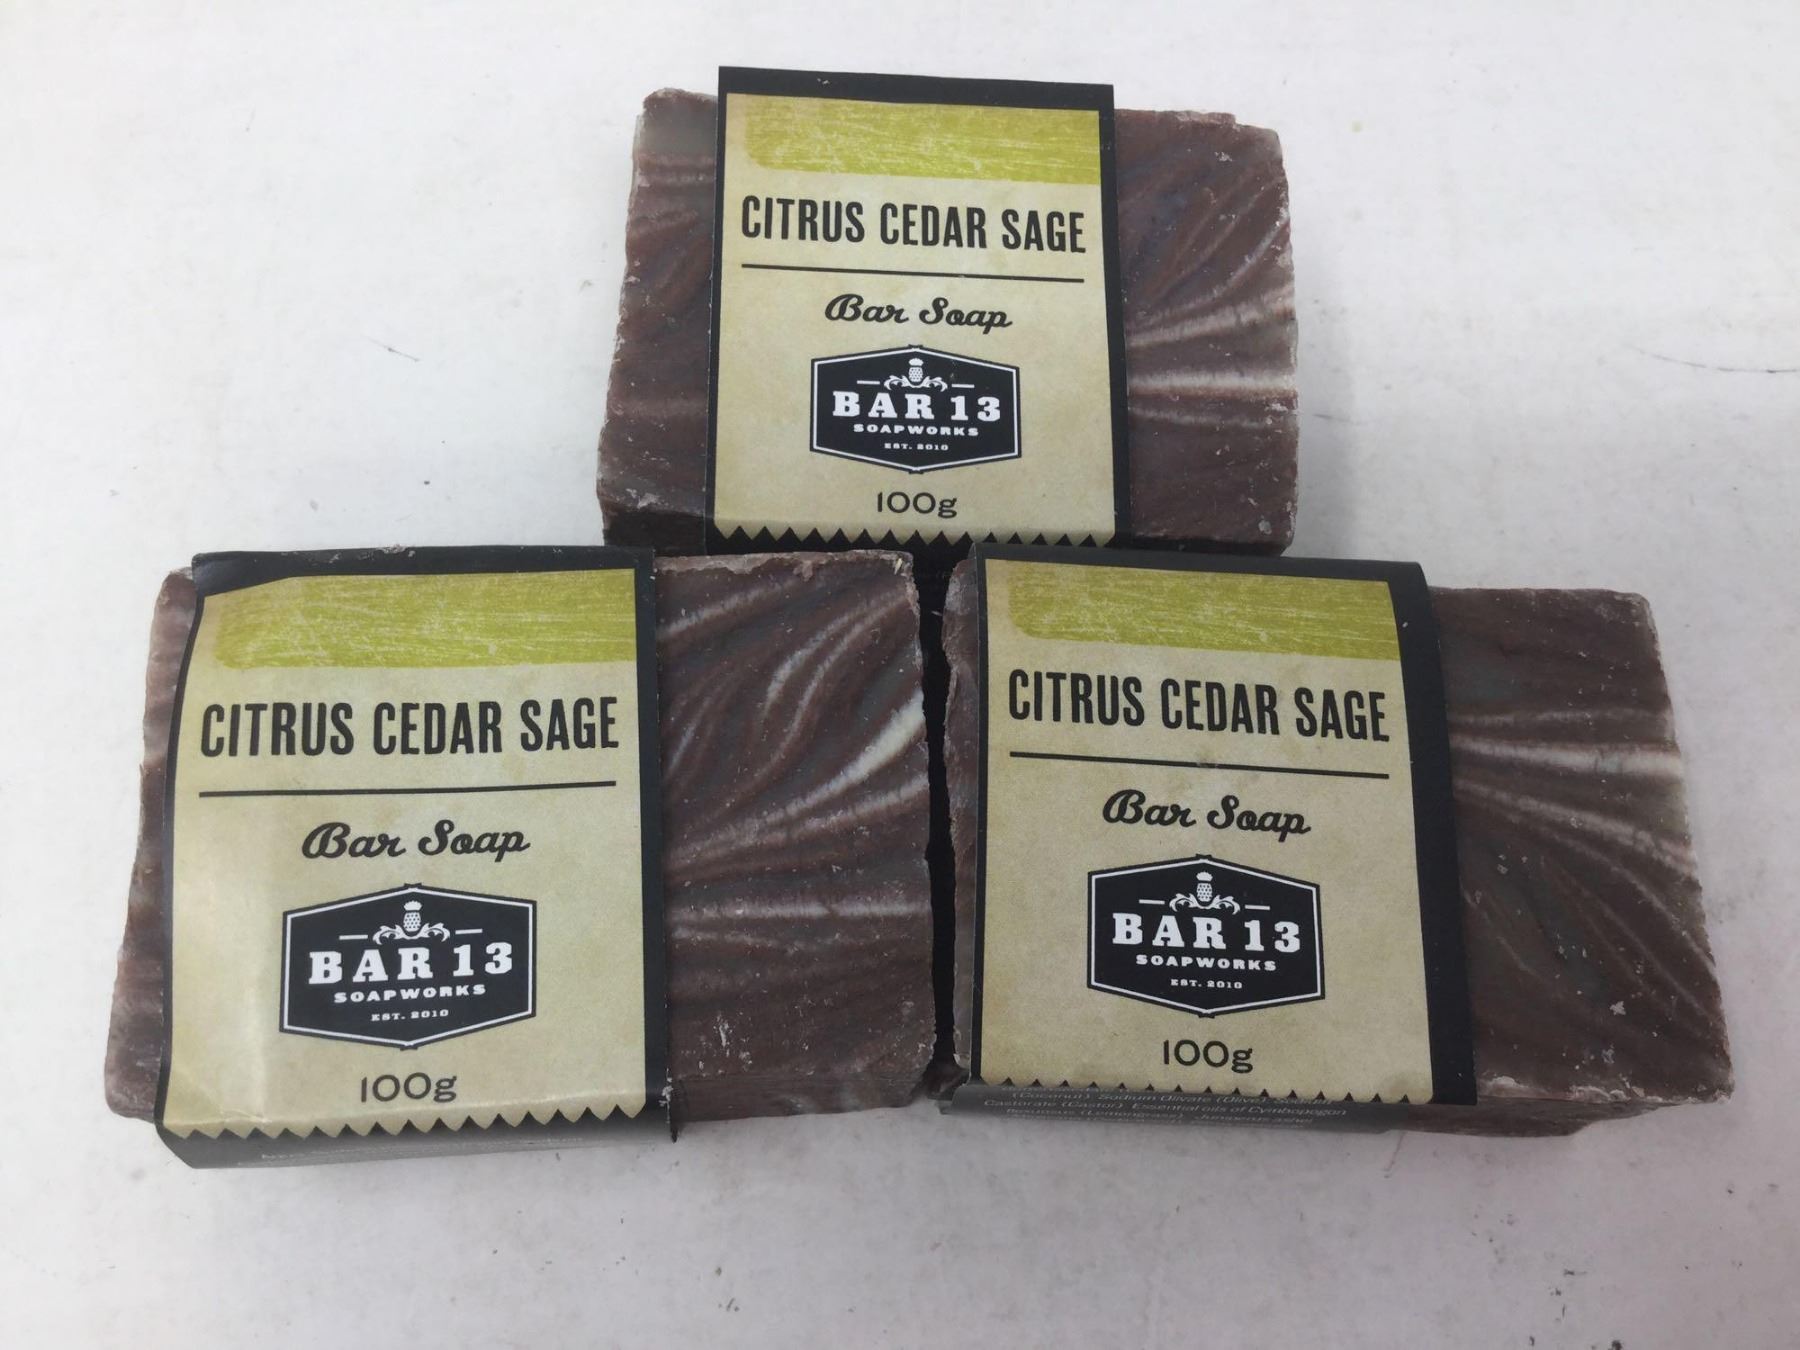 CITRUS CEDAR SAGE
Bar Soap
BAR 13
SOAPWORKS
EST. 2010
100g
CITRUS CEDAR SAGE
Bar Soap
BAR 13
SOAPWORKS
EST. 2010
100g
CITRUS CEDAR SAGE
Bar Soap
BAR 13
SOAPWORKS
EST. 2010
100g
(Coconut) Sodium Olivate (Olive)
Castorate (Castor) Essential oils of Cymbopogon